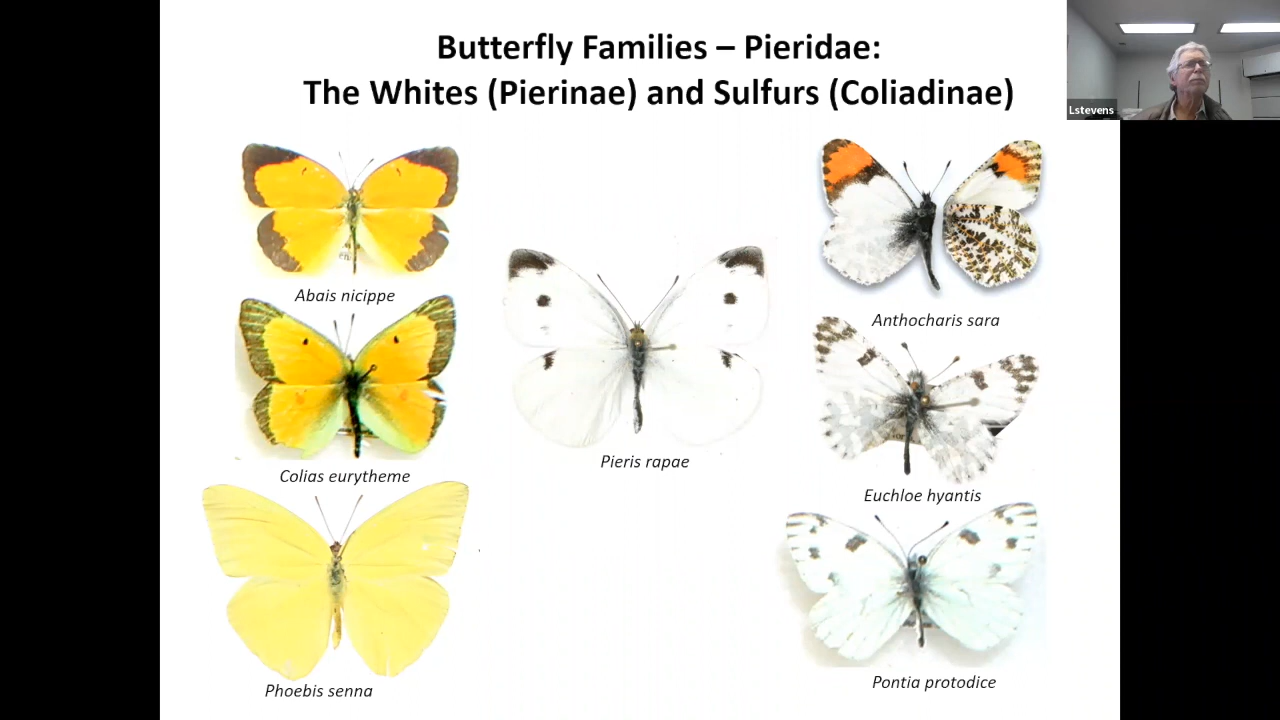 Butterfly Families – Pieridae:
The Whites (Pierinae) and Sulfurs (Coliadinae)
Lstevens
Abais nicippe
Anthocharis sara
Colias eurytheme
Pieris rapae
Euchloe hyantis
Phoebis senna
Pontia protodice